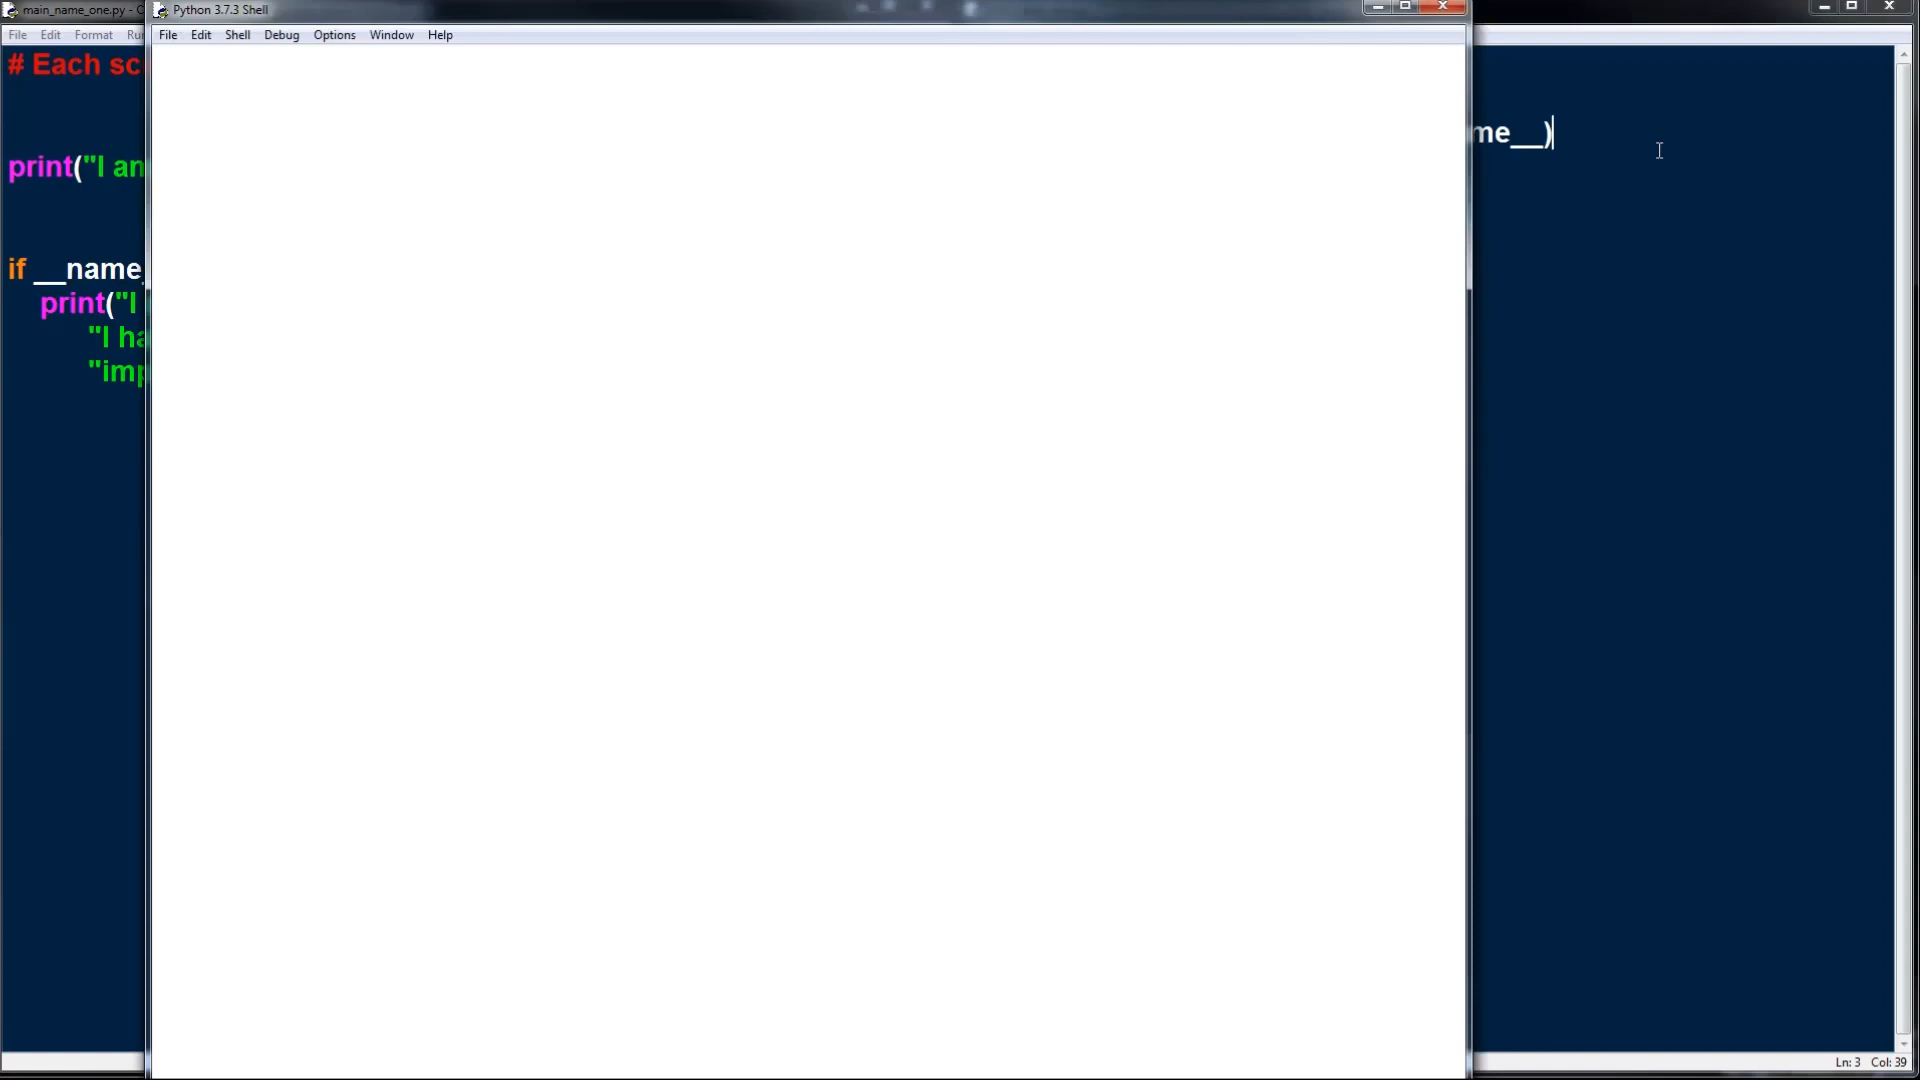 main_name_one.py - C
Python 3.7.3 Shell
File Edit Format Ru
File Edit Shell Debug Options Window Help
# Each sc
me__)
print("I an
if __name_
print("I
"I ha
"imp
Ln: 3 Col: 39